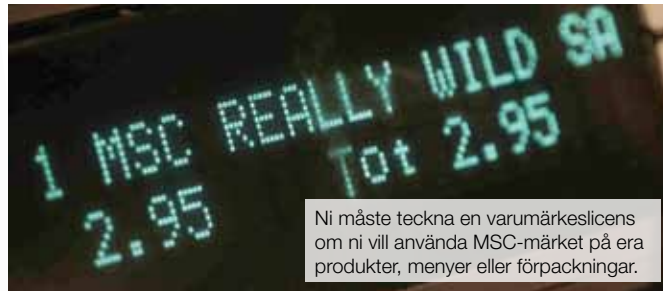 1 MSC REALLY WILD SA
2.95 Tot 2.95
Ni måste teckna en varumärkeslicens
om ni vill använda MSC-märket på era
produkter, menyer eller förpackningar.